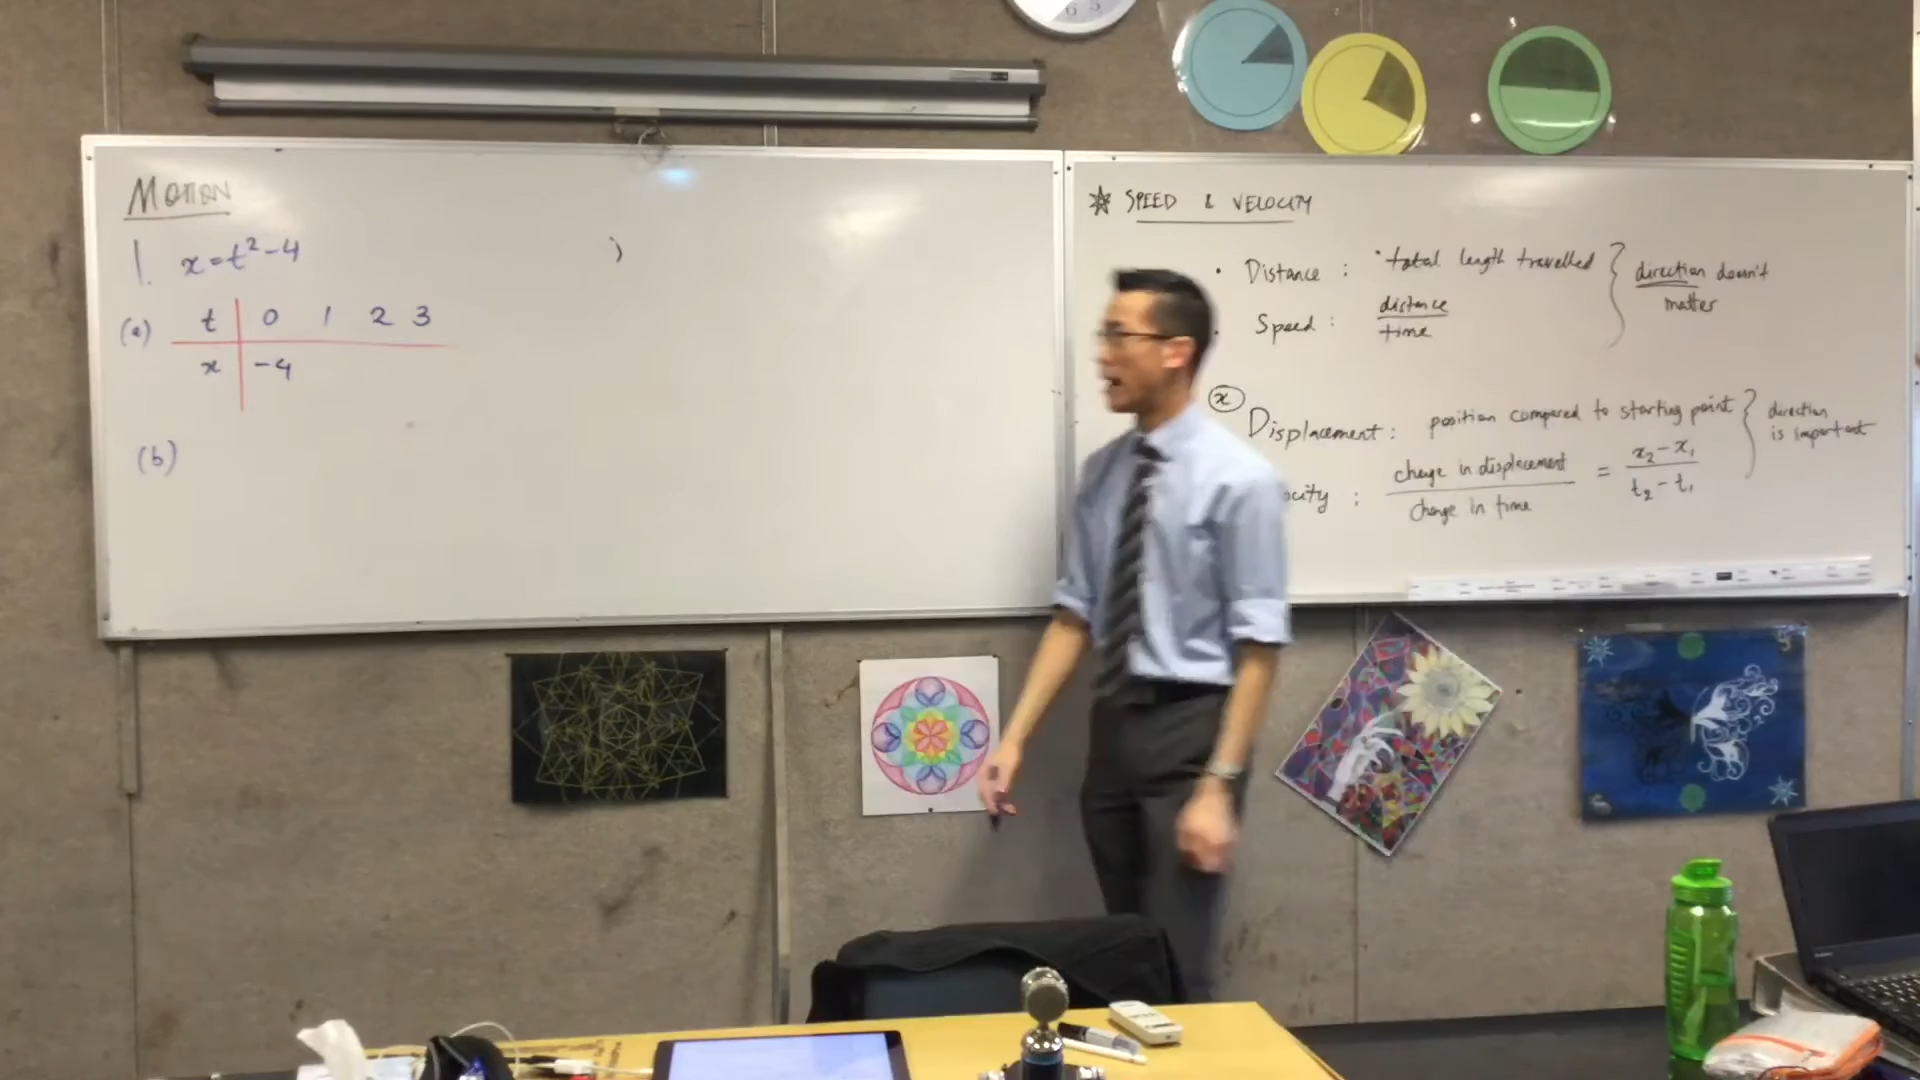 MOTION
1. x=t²-4
(a) t 0 1 2 3
x -4
(b)
SPEED & VELOCITY
• Distance : total length travelled
direction doesn't
matter
Speed : distance
time
x
Displacement : position compared to starting point
direction
is important
ocity : change in displacement = x₂-x₁
change in time t₂-t₁
6 5